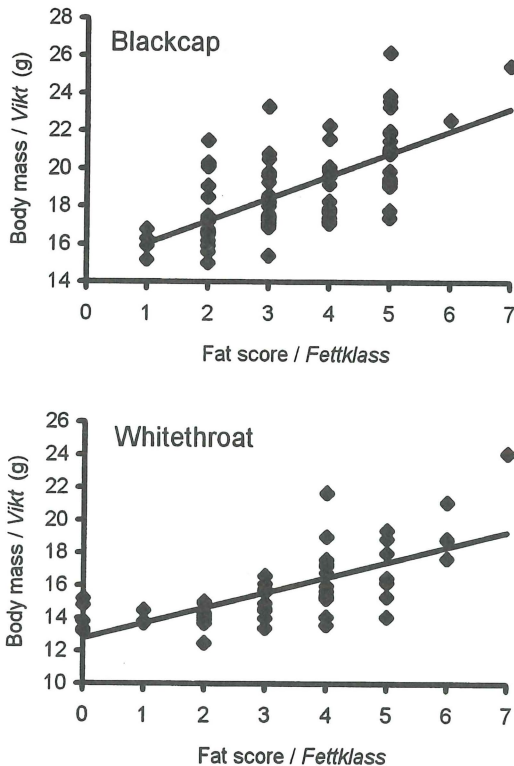 28
Blackcap
26
24
22
20
18
16
14
Body mass / Vikt (g)
0 1 2 3 4 5 6 7
Fat score / Fettklass
26
Whitethroat
24
22
20
18
16
14
12
10
Body mass / Vikt (g)
0 1 2 3 4 5 6 7
Fat score / Fettklass